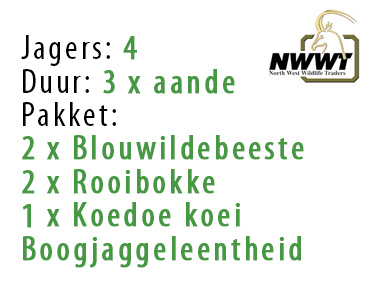 Jagers: 4
NWWT
North West Wildlife Traders
Duur: 3 x aande
Pakket:
2 x Blouwildebeeste
2 x Rooibokke
1 x Koedoe koei
Boogjaggeleentheid